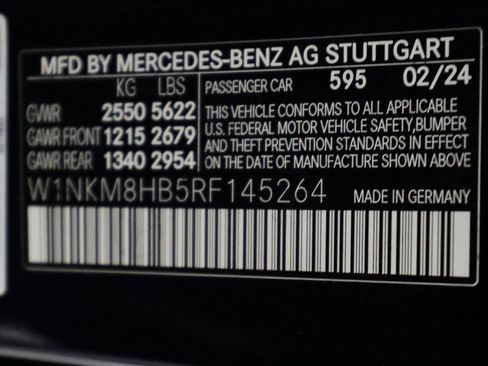 MFD BY MERCEDES-BENZ AG STUTTGART
KG LBS
GVWR 2550 5622
GAWR FRONT 1215 2679
GAWR REAR 1340 2954
PASSENGER CAR 595 02/24
THIS VEHICLE CONFORMS TO ALL APPLICABLE
U.S. FEDERAL MOTOR VEHICLE SAFETY, BUMPER
AND THEFT PREVENTION STANDARDS IN EFFECT
ON THE DATE OF MANUFACTURE SHOWN ABOVE
W1NKM8HB5RF145264 MADE IN GERMANY